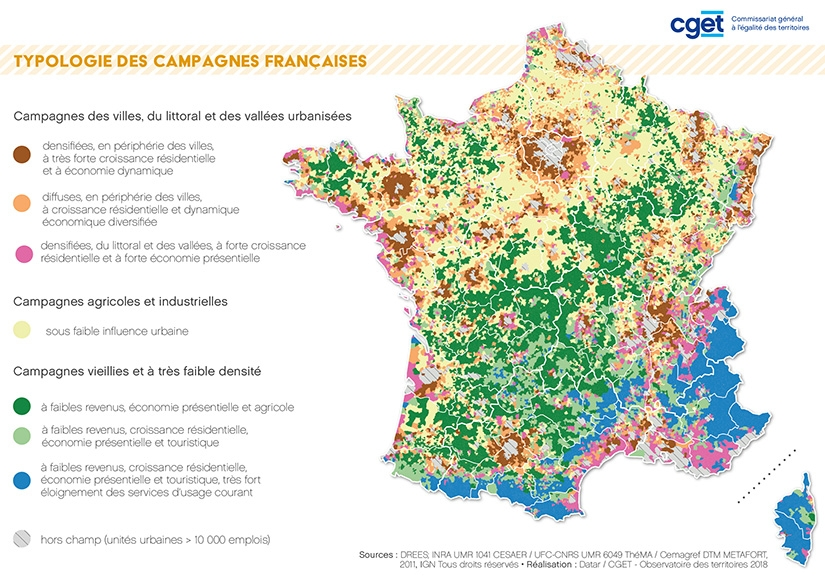 cget
Commissariat général
à l'égalité des territoires
TYPOLOGIE DES CAMPAGNES FRANÇAISES
Campagnes des villes, du littoral et des vallées urbanisées
densifiées, en périphérie des villes,
à très forte croissance résidentielle
et à économie dynamique
diffuses, en périphérie des villes,
à croissance résidentielle et dynamique
économique diversifiée
densifiées, du littoral et des vallées, à forte croissance
résidentielle et à forte économie présentielle
Campagnes agricoles et industrielles
sous faible influence urbaine
Campagnes vieillies et à très faible densité
à faibles revenus, économie présentielle et agricole
à faibles revenus, croissance résidentielle,
économie présentielle et touristique
à faibles revenus, croissance résidentielle,
économie présentielle et touristique, très fort
éloignement des services d'usage courant
hors champ (unités urbaines > 10 000 emplois)
Sources : DREES, INRA UMR 1041 CESAER / UFC-CNRS UMR 6049 ThéMA / Cemagref DTM METAFORT,
2011, IGN Tous droits réservés • Réalisation : Datar / CGET - Observatoire des territoires 2018